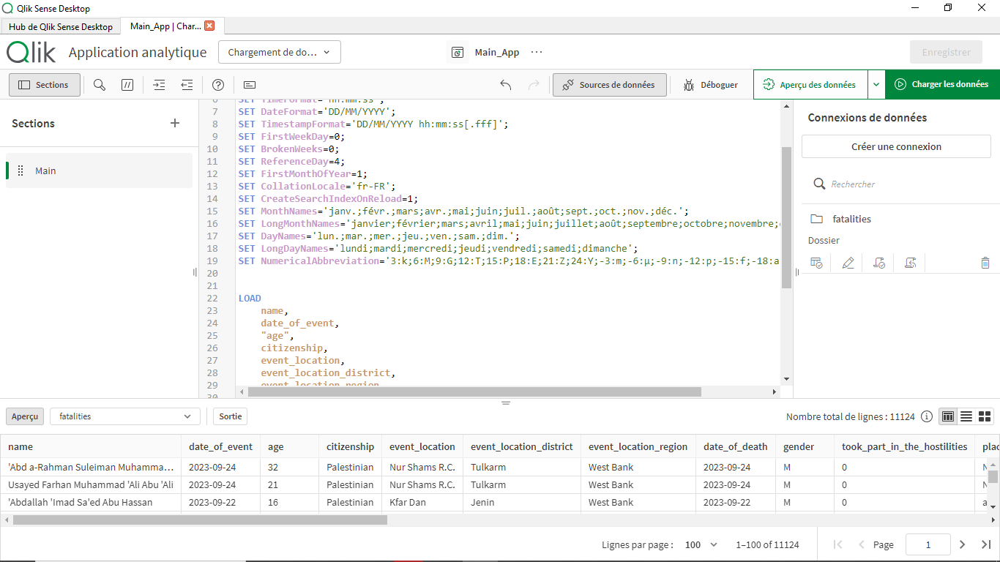 Qlik Sense Desktop
Hub de Qlik Sense Desktop
Main_App | Char...
Qlik
Application analytique
Chargement de do...
Main_App
...
Enregistrer
Sections
Sources de données
Déboguer
Aperçu des données
Charger les données
Sections
Main
6 SET TimeFormat='hh:mm:ss';
7 SET DateFormat='DD/MM/YYYY';
8 SET TimestampFormat='DD/MM/YYYY hh:mm:ss[.fff]';
9 SET FirstWeekDay=0;
10 SET BrokenWeeks=0;
11 SET ReferenceDay=4;
12 SET FirstMonthOfYear=1;
13 SET CollationLocale='fr-FR';
14 SET CreateSearchIndexOnReload=1;
15 SET MonthNames='janv.;févr.;mars;avr.;mai;juin;juil.;août;sept.;oct.;nov.;déc.';
16 SET LongMonthNames='janvier;février;mars;avril;mai;juin;juillet;août;septembre;octobre;novembre;
17 SET DayNames='lun.;mar.;mer.;jeu.;ven.;sam.;dim.';
18 SET LongDayNames='lundi;mardi;mercredi;jeudi;vendredi;samedi;dimanche';
19 SET NumericalAbbreviation='3:k;6:M;9:G;12:T;15:P;18:E;21:Z;24:Y;-3:m;-6:µ;-9:n;-12:p;-15:f;-18:a
20
21
22 LOAD
23 name,
24 date_of_event,
25 "age",
26 citizenship,
27 event_location,
28 event_location_district,
29 event_location_region
30
Connexions de données
Créer une connexion
Rechercher
fatalities
Dossier
Aperçu
fatalities
Sortie
Nombre total de lignes : 11124
name date_of_event age citizenship event_location event_location_district event_location_region date_of_death gender took_part_in_the_hostilities plac
'Abd a-Rahman Suleiman Muhamma... 2023-09-24 32 Palestinian Nur Shams R.C. Tulkarm West Bank 2023-09-24 M 0 N
Usayed Farhan Muhammad 'Ali Abu 'Ali 2023-09-24 21 Palestinian Nur Shams R.C. Tulkarm West Bank 2023-09-24 M 0 N
'Abdallah 'Imad Sa'ed Abu Hassan 2023-09-22 16 Palestinian Kfar Dan Jenin West Bank 2023-09-22 M 0 a
Lignes par page : 100 1–100 of 11124 Page 1